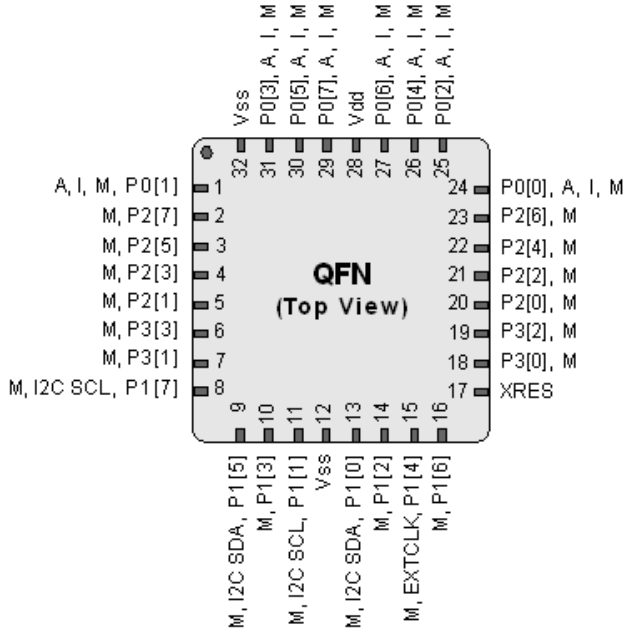 Vss
P0[3], A, I, M
P0[5], A, I, M
P0[7], A, I, M
Vdd
P0[6], A, I, M
P0[4], A, I, M
P0[2], A, I, M
32
31
30
29
28
27
26
25
A, I, M, P0[1] 1
M, P2[7] 2
M, P2[5] 3
M, P2[3] 4
M, P2[1] 5
M, P3[3] 6
M, P3[1] 7
M, I2C SCL, P1[7] 8
QFN
(Top View)
24 P0[0], A, I, M
23 P2[6], M
22 P2[4], M
21 P2[2], M
20 P2[0], M
19 P3[2], M
18 P3[0], M
17 XRES
9
10
11
12
13
14
15
16
M, I2C SDA, P1[5]
M, P1[3]
M, I2C SCL, P1[1]
Vss
M, I2C SDA, P1[0]
M, P1[2]
M, EXTCLK, P1[4]
M, P1[6]